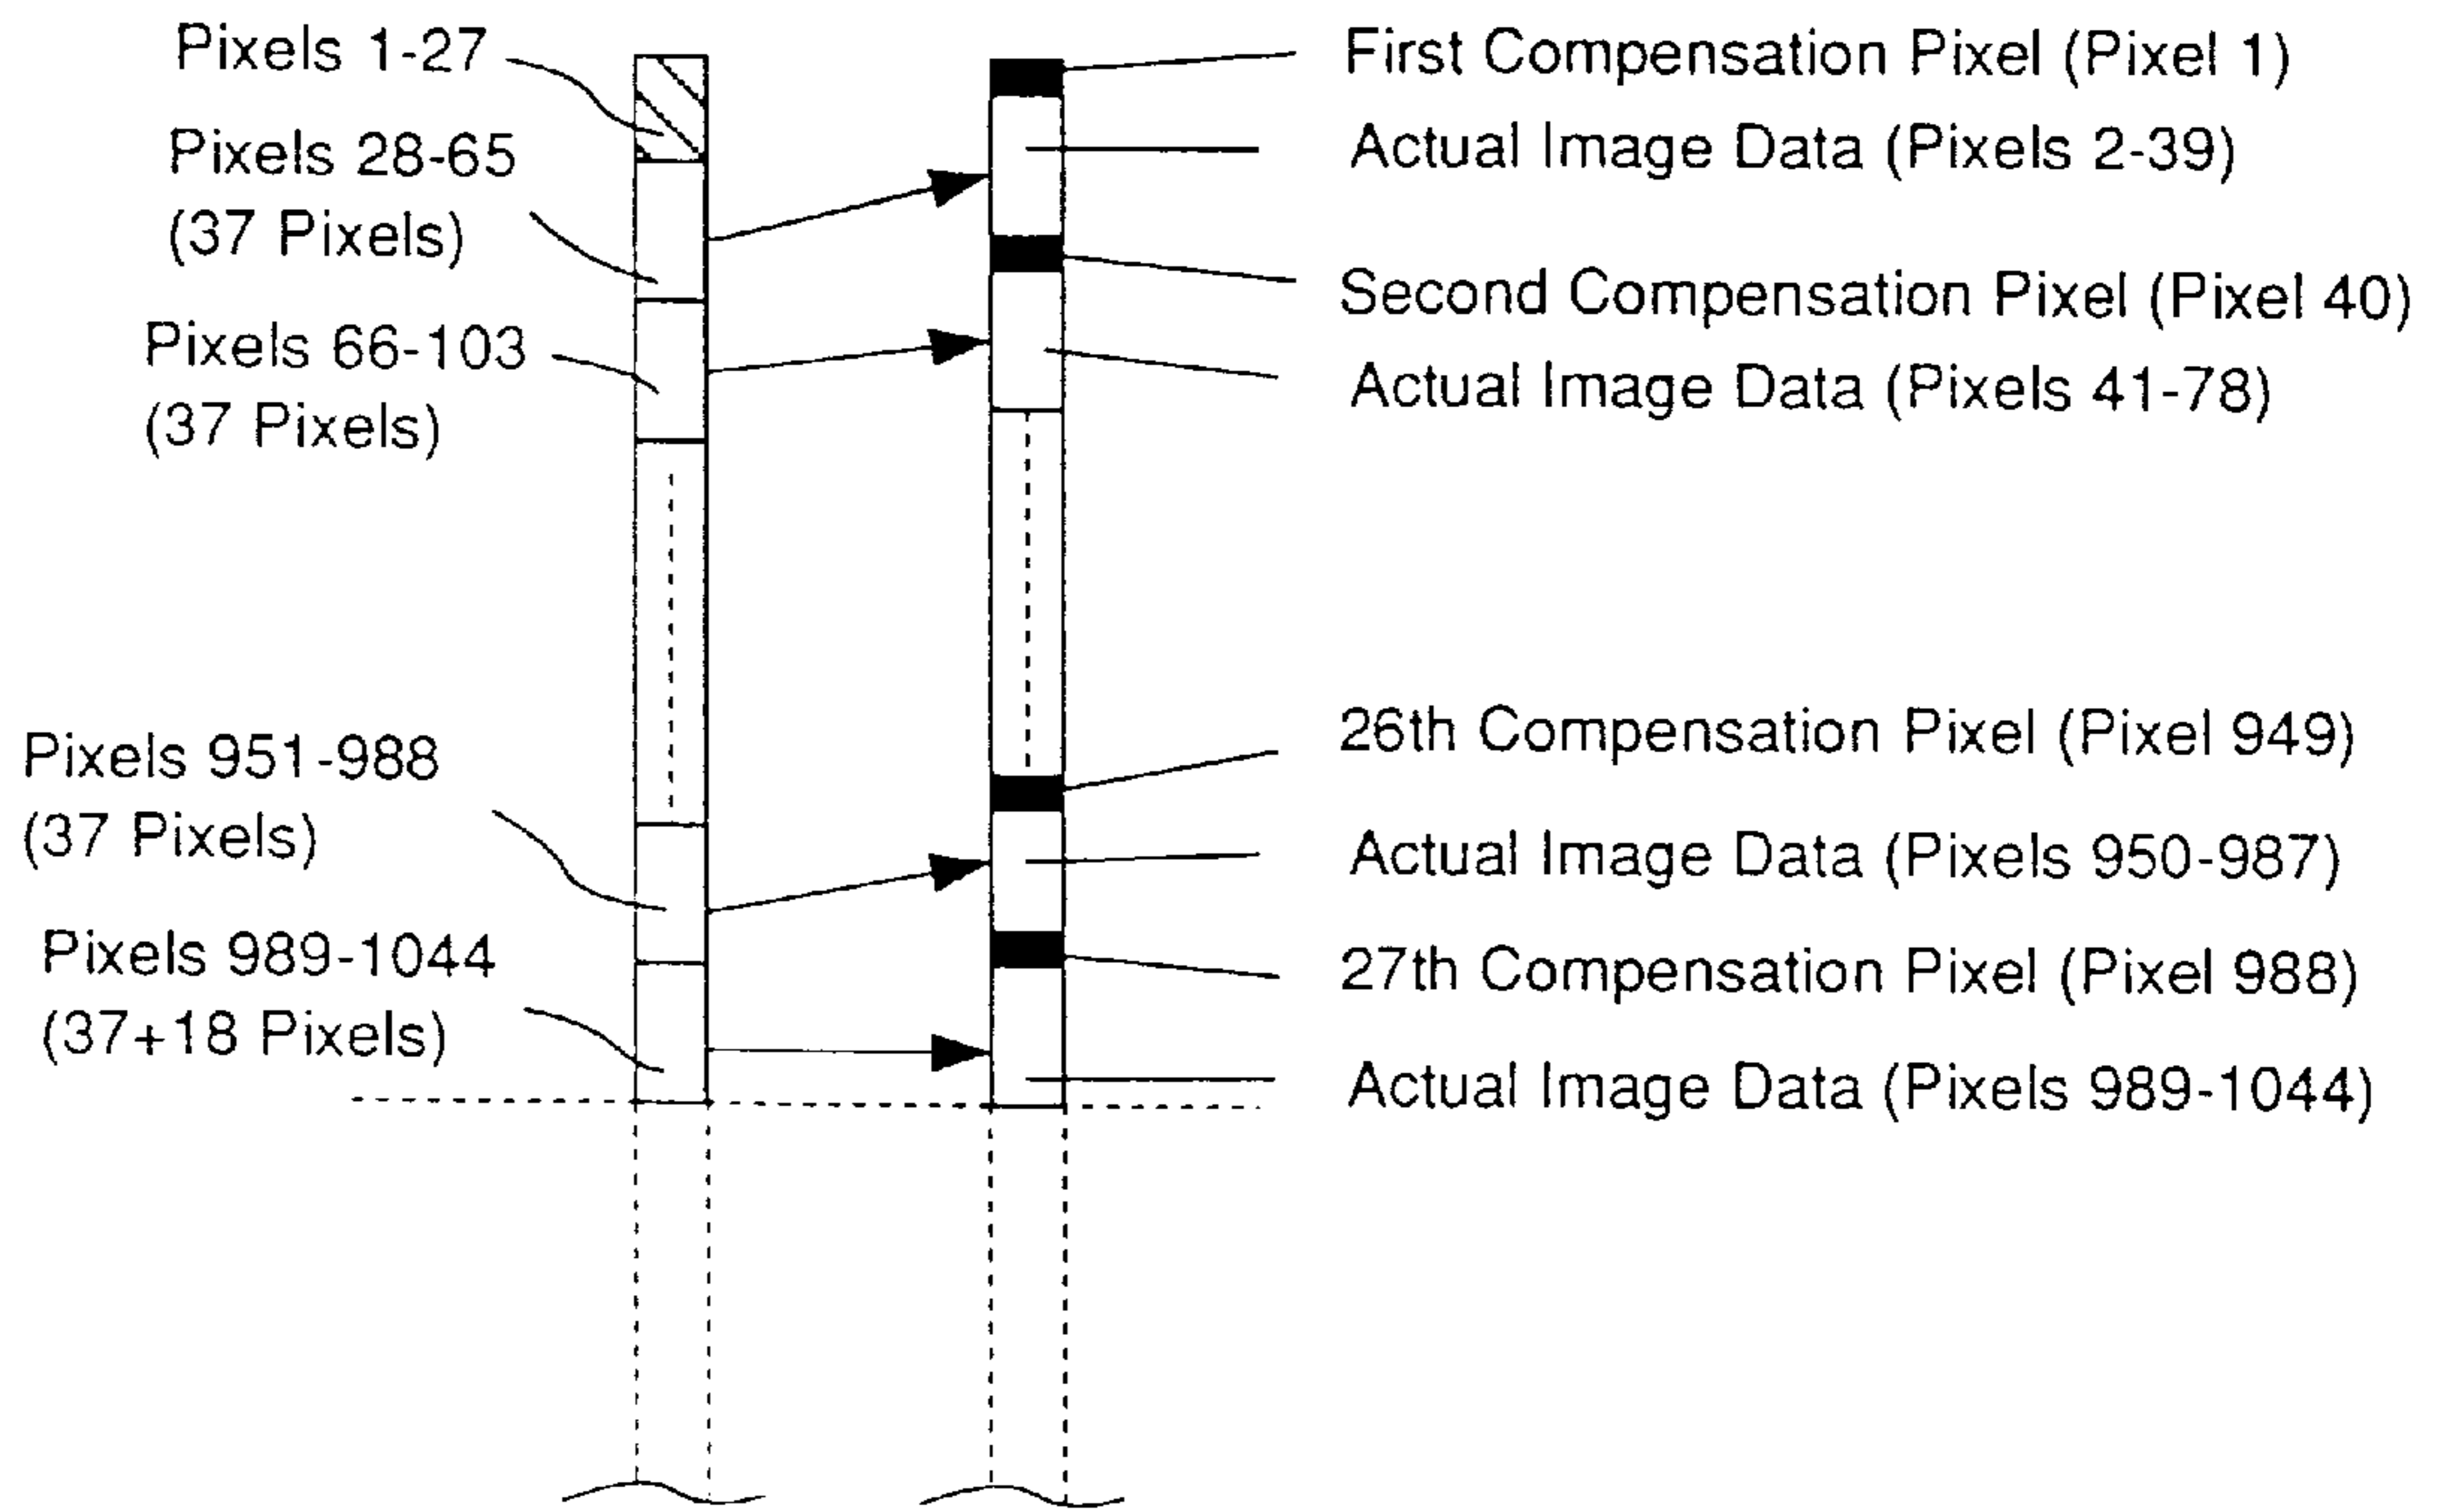 Pixels 1-27
Pixels 28-65
(37 Pixels)
Pixels 66-103
(37 Pixels)
Pixels 951-988
(37 Pixels)
Pixels 989-1044
(37+18 Pixels)
First Compensation Pixel (Pixel 1)
Actual Image Data (Pixels 2-39)
Second Compensation Pixel (Pixel 40)
Actual Image Data (Pixels 41-78)
26th Compensation Pixel (Pixel 949)
Actual Image Data (Pixels 950-987)
27th Compensation Pixel (Pixel 988)
Actual Image Data (Pixels 989-1044)